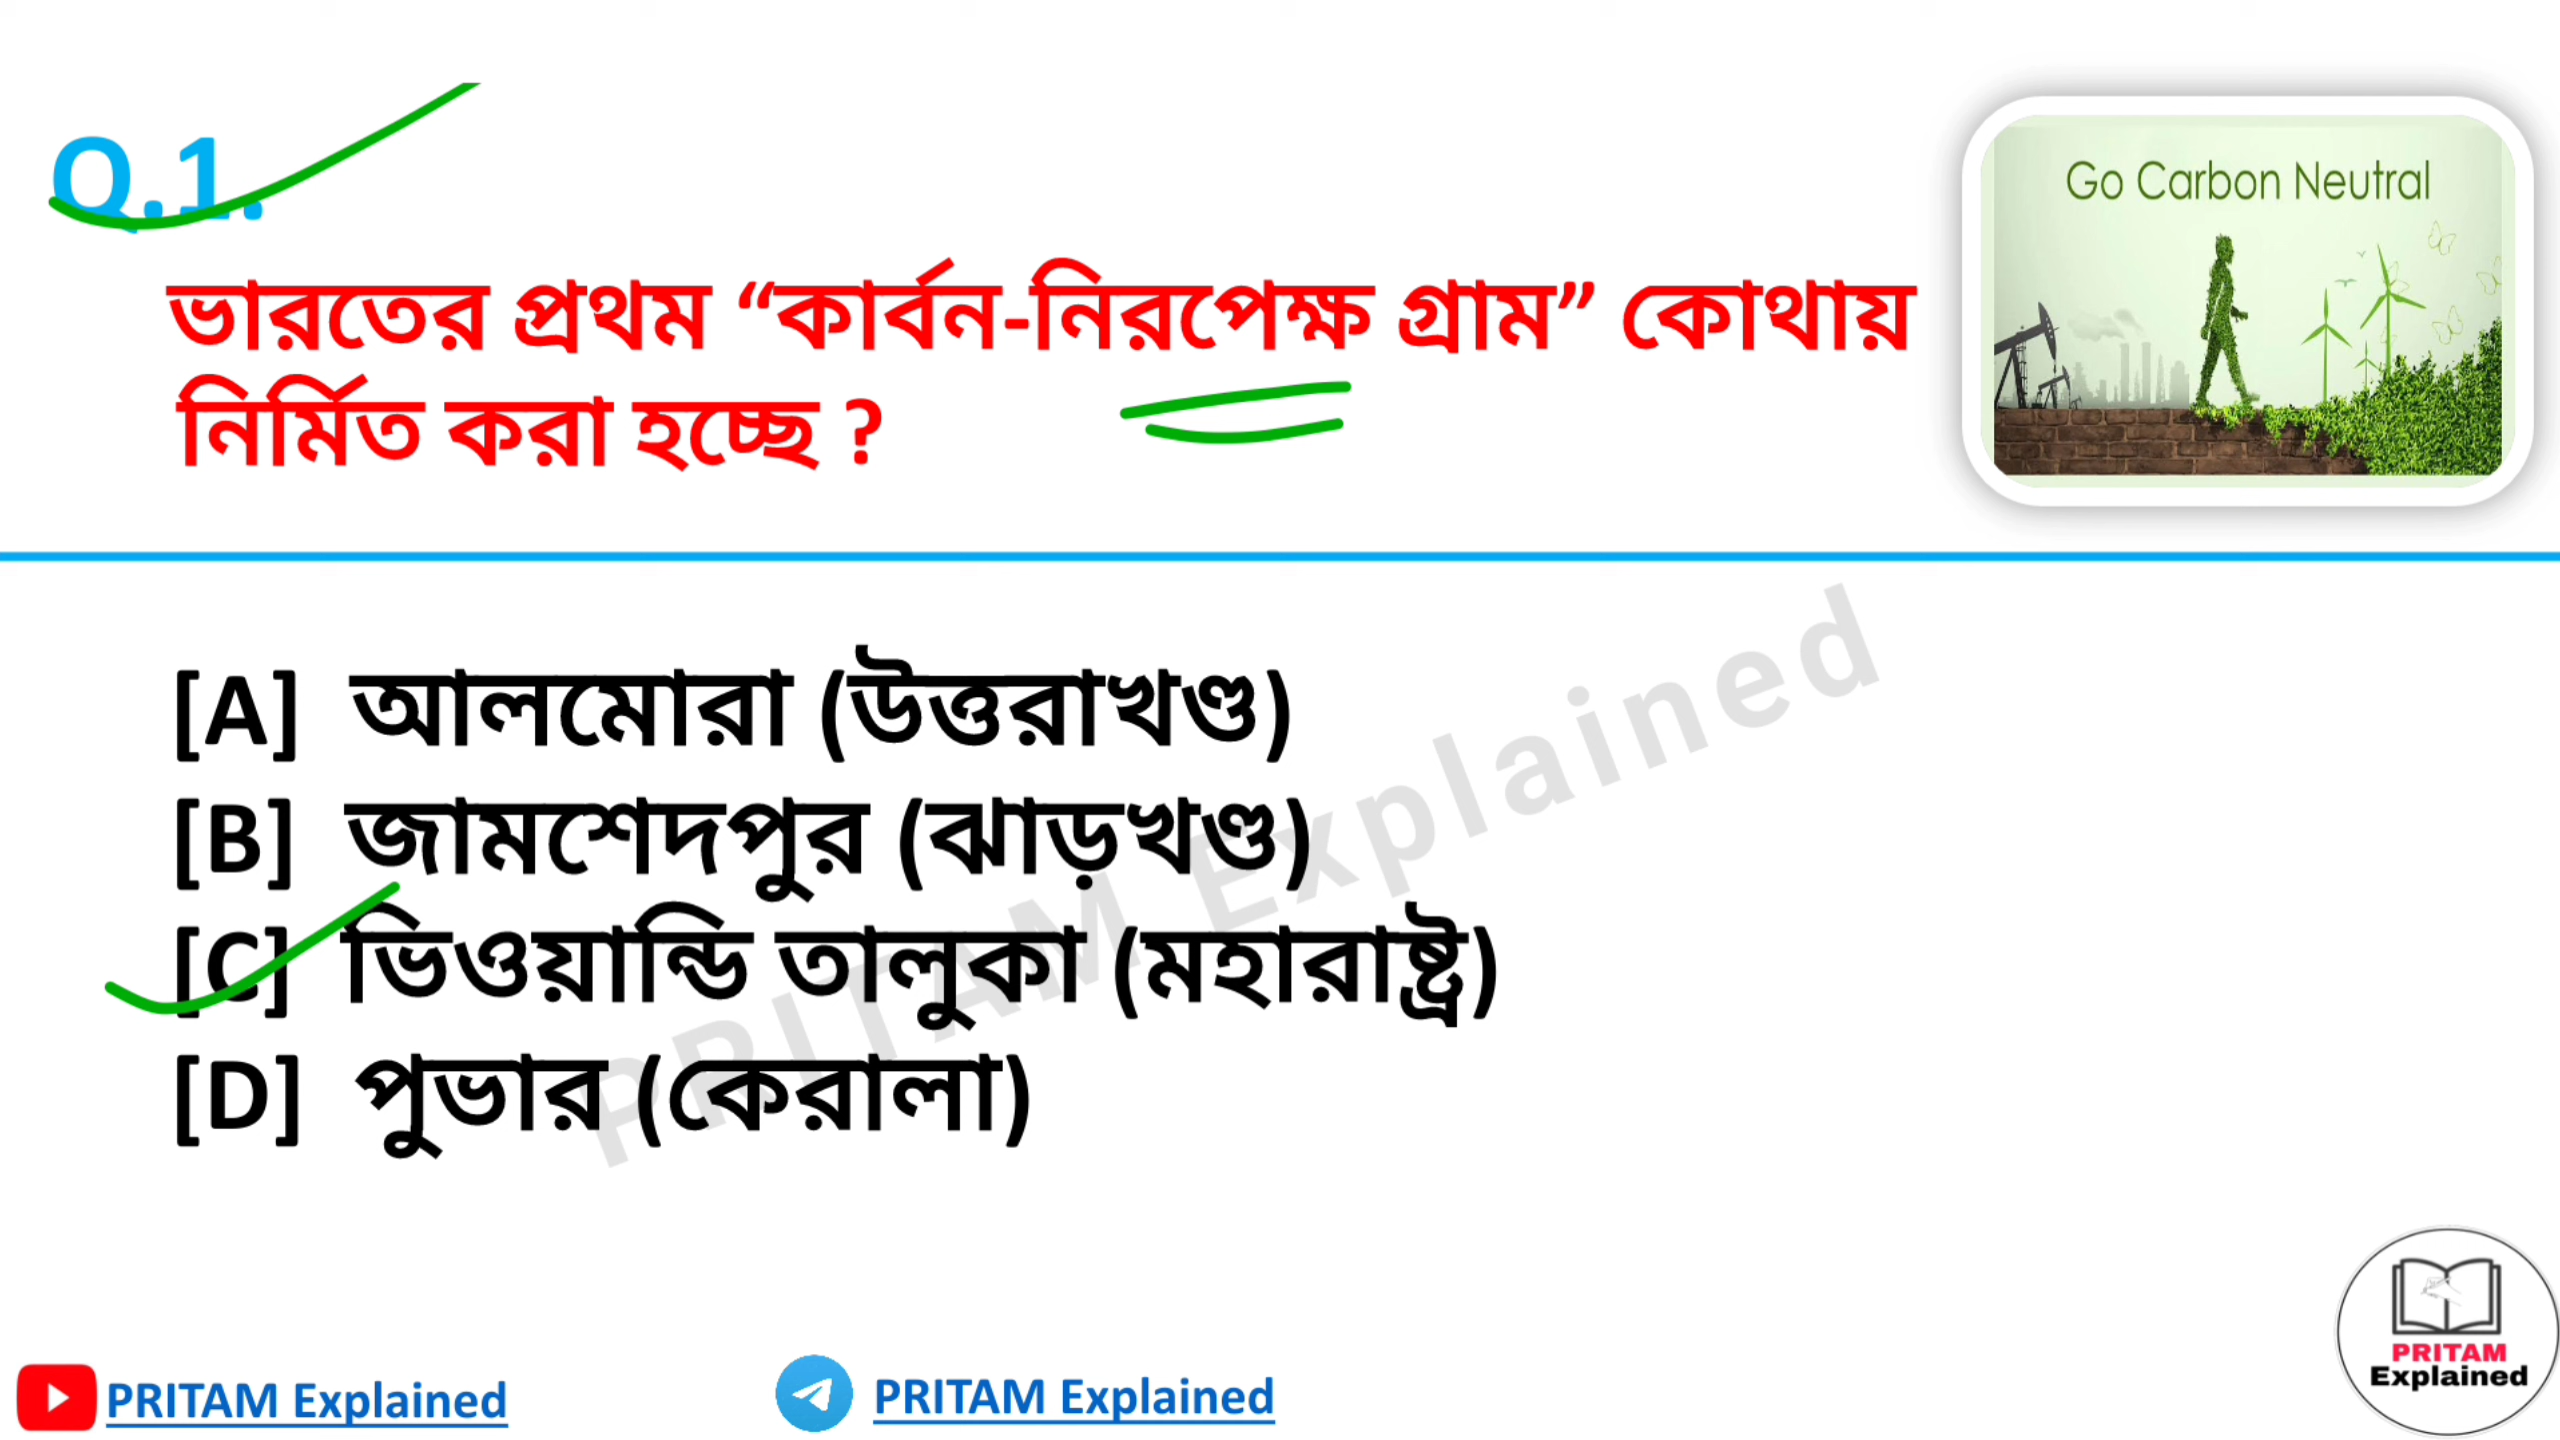 Q.1.
Go Carbon Neutral
ভারতের প্রথম “কার্বন-নিরপেক্ষ গ্রাম” কোথায়
নির্মিত করা হচ্ছে ?
[A] আলমোরা (উত্তরাখণ্ড)
[B] জামশেদপুর (ঝাড়খণ্ড)
[C] ভিওয়ান্ডি তালুকা (মহারাষ্ট্র)
[D] পুভার (কেরালা)
PRITAM Explained
PRITAM Explained
PRITAM Explained
PRITAM
Explained